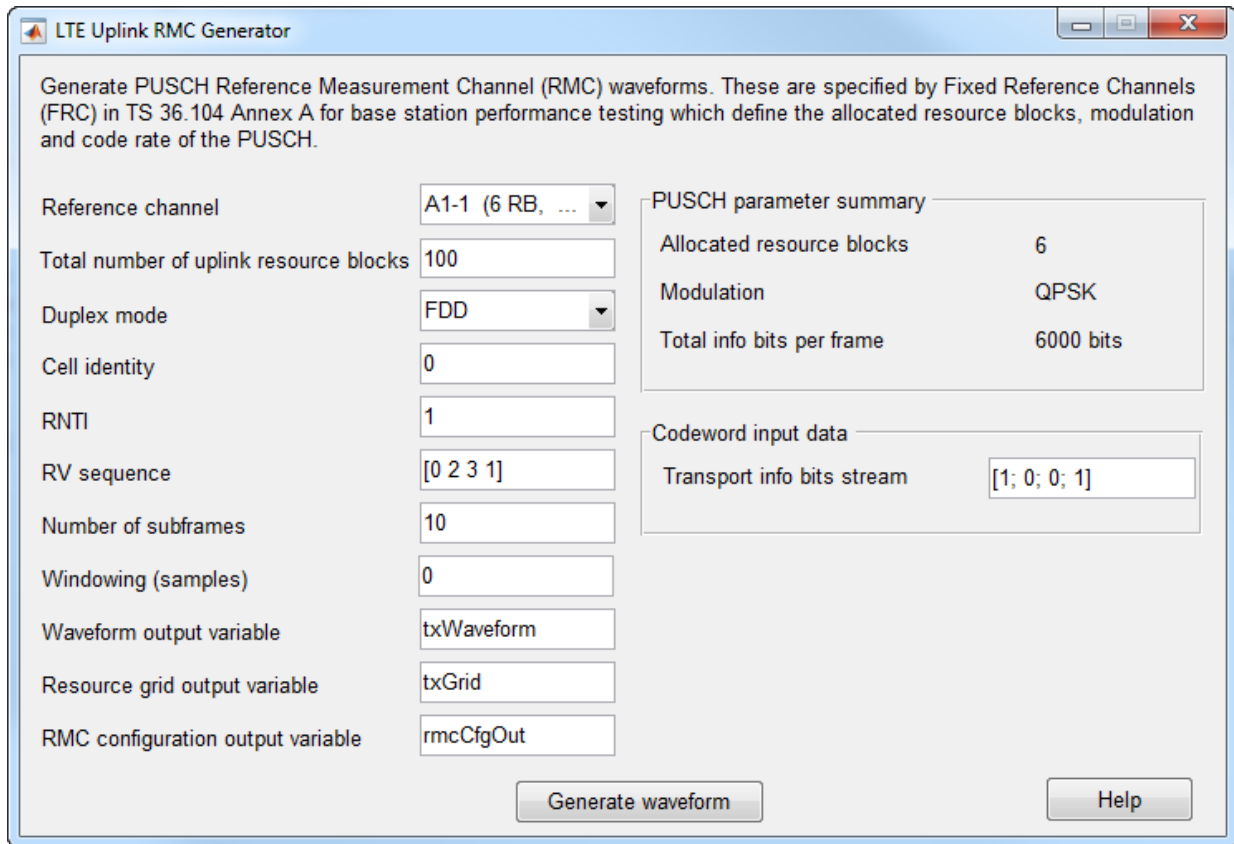 LTE Uplink RMC Generator
Generate PUSCH Reference Measurement Channel (RMC) waveforms. These are specified by Fixed Reference Channels
(FRC) in TS 36.104 Annex A for base station performance testing which define the allocated resource blocks, modulation
and code rate of the PUSCH.
Reference channel A1-1 (6 RB, ...
Total number of uplink resource blocks 100
Duplex mode FDD
Cell identity 0
RNTI 1
RV sequence [0 2 3 1]
Number of subframes 10
Windowing (samples) 0
Waveform output variable txWaveform
Resource grid output variable txGrid
RMC configuration output variable rmcCfgOut
PUSCH parameter summary
Allocated resource blocks 6
Modulation QPSK
Total info bits per frame 6000 bits
Codeword input data
Transport info bits stream [1; 0; 0; 1]
Generate waveform
Help